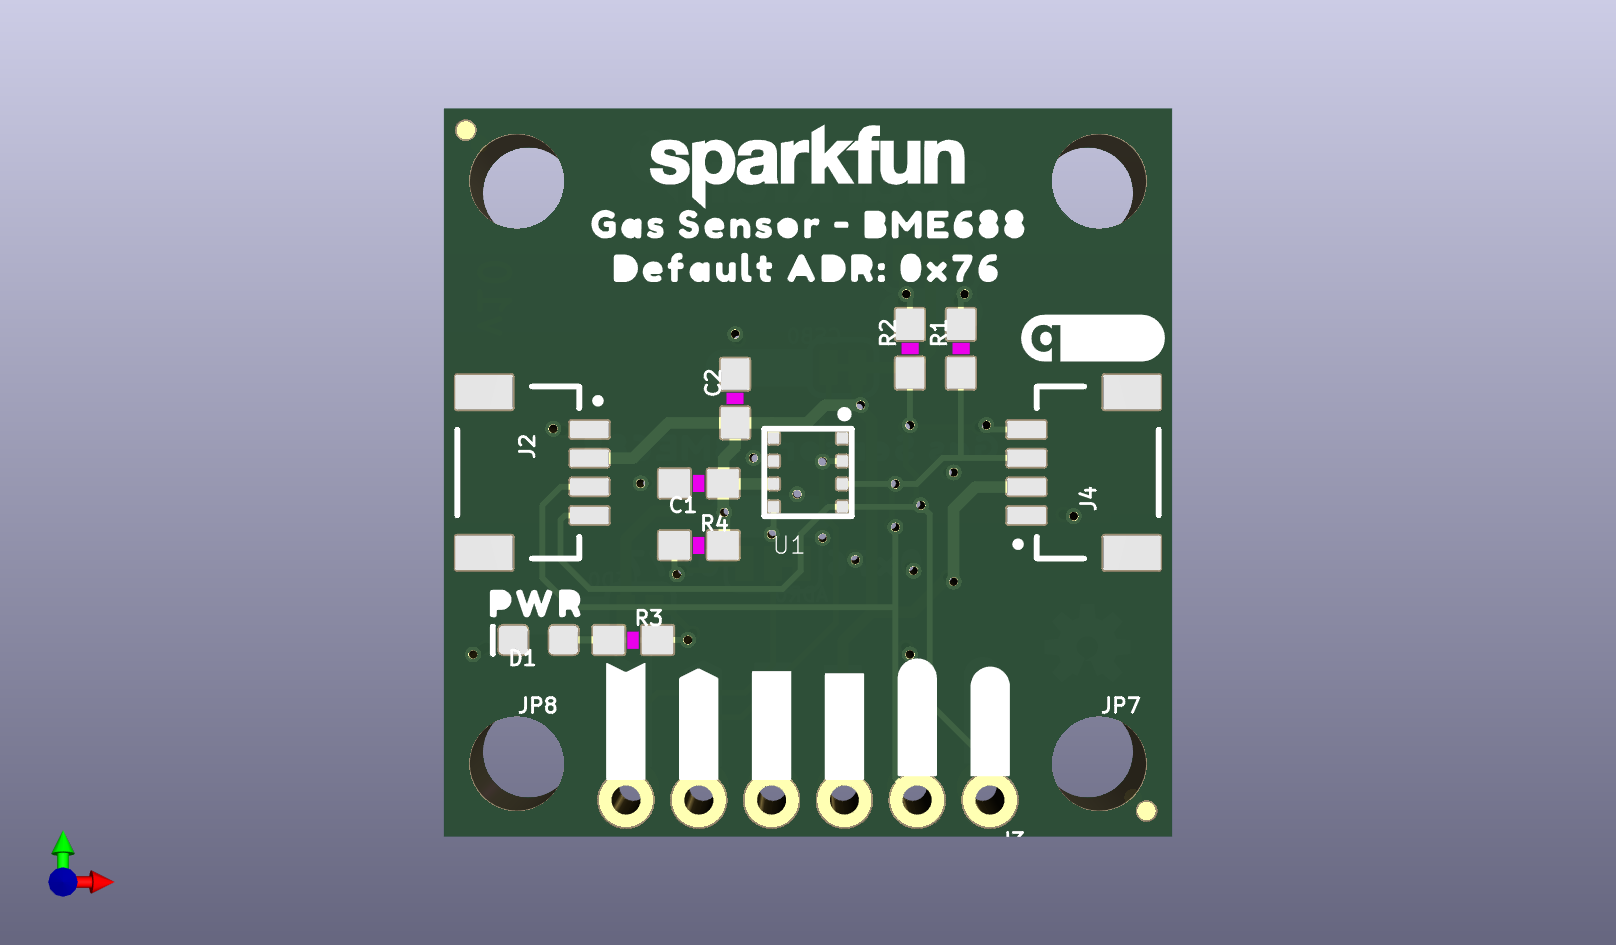 sparkfun
Gas Sensor - BME688
Default ADR: 0x76
R2
R1
q
C2
J2
C1
R4
J4
U1
PWR
R3
D1
JP8
JP7